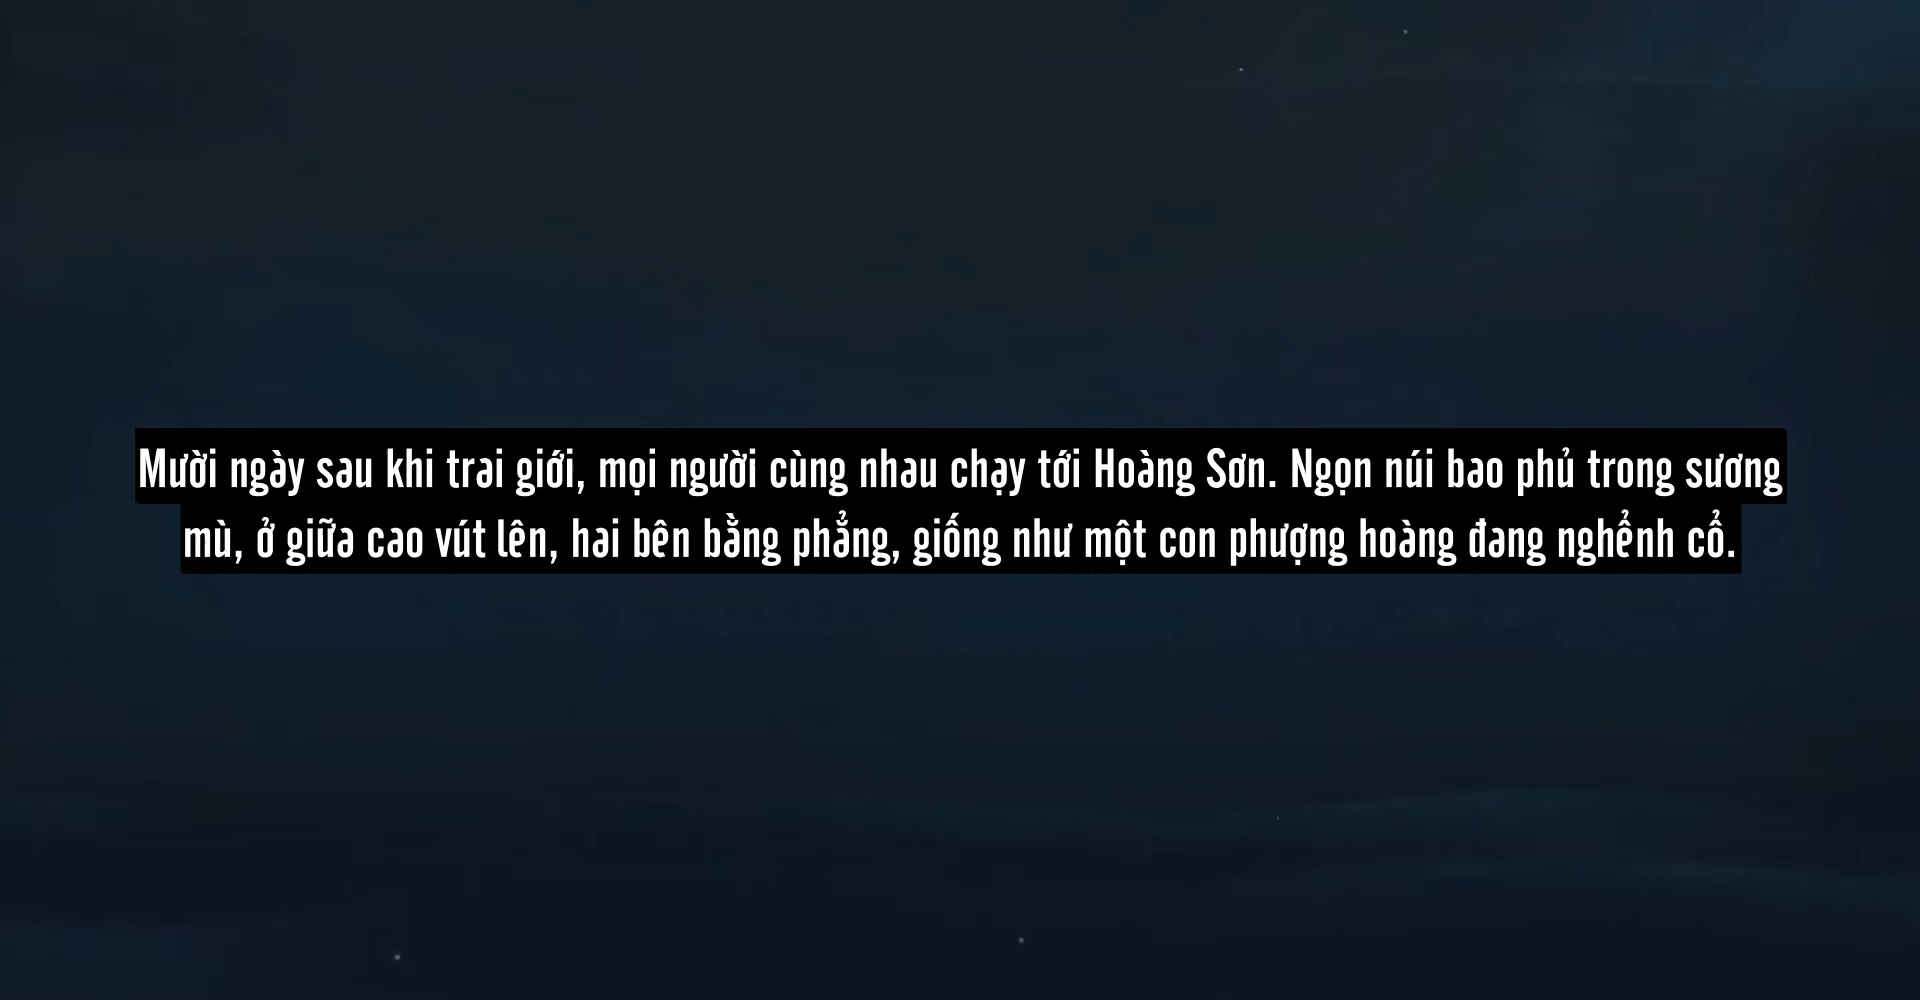 Mười ngày sau khi trai giới, mọi người cùng nhau chạy tới Hoàng Sơn. Ngọn núi bao phủ trong sương
mù, ở giữa cao vút lên, hai bên bằng phẳng, giống như một con phượng hoàng đang nghểnh cổ.